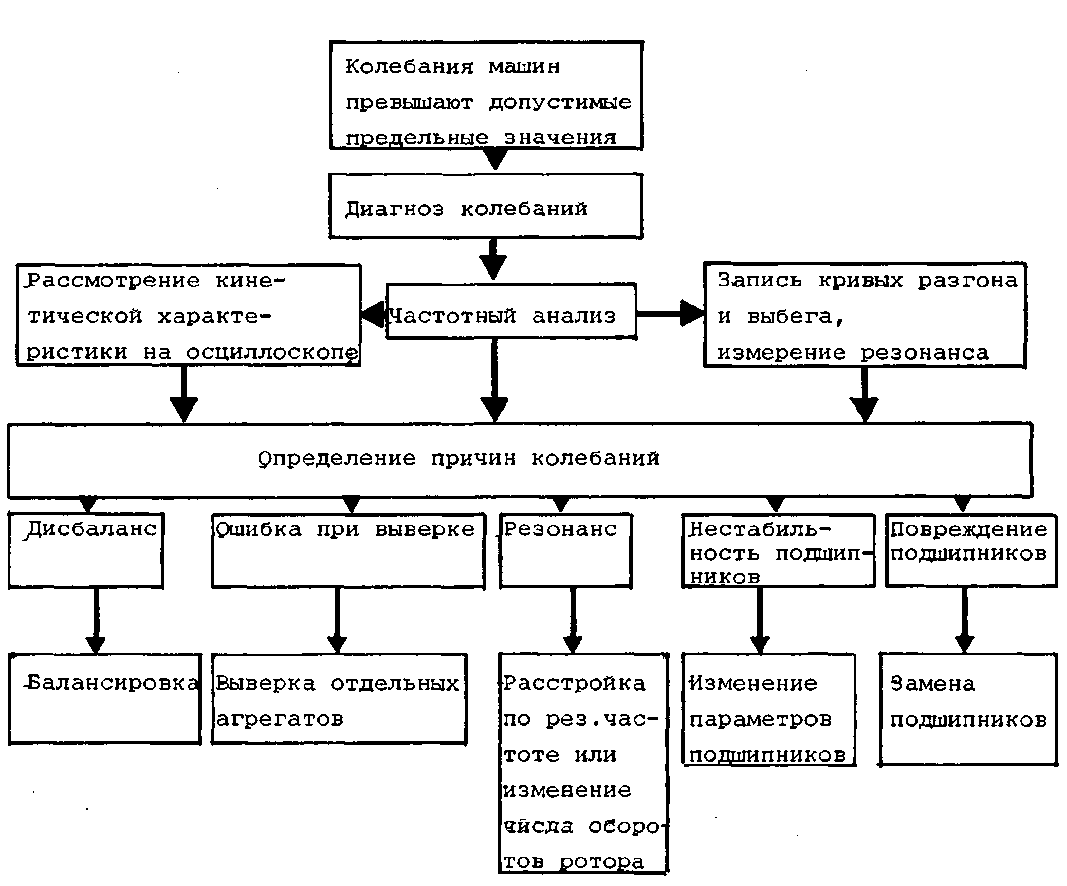 Колебания машин
превышают допустимые
предельные значения
Диагноз колебаний
Рассмотрение кине-
тической характе-
ристики на осциллоскопе
Частотный анализ
Запись кривых разгона
и выбега,
измерение резонанса
Определение причин колебаний
Дисбаланс
Ошибка при выверке
Резонанс
Нестабиль-
ность подшип-
ников
Повреждение
подшипников
Балансировка
Выверка отдельных
агрегатов
Расстройка
по рез.час-
тоте или
изменение
числа оборо-
тов ротора
Изменение
параметров
подшипников
Замена
подшипников